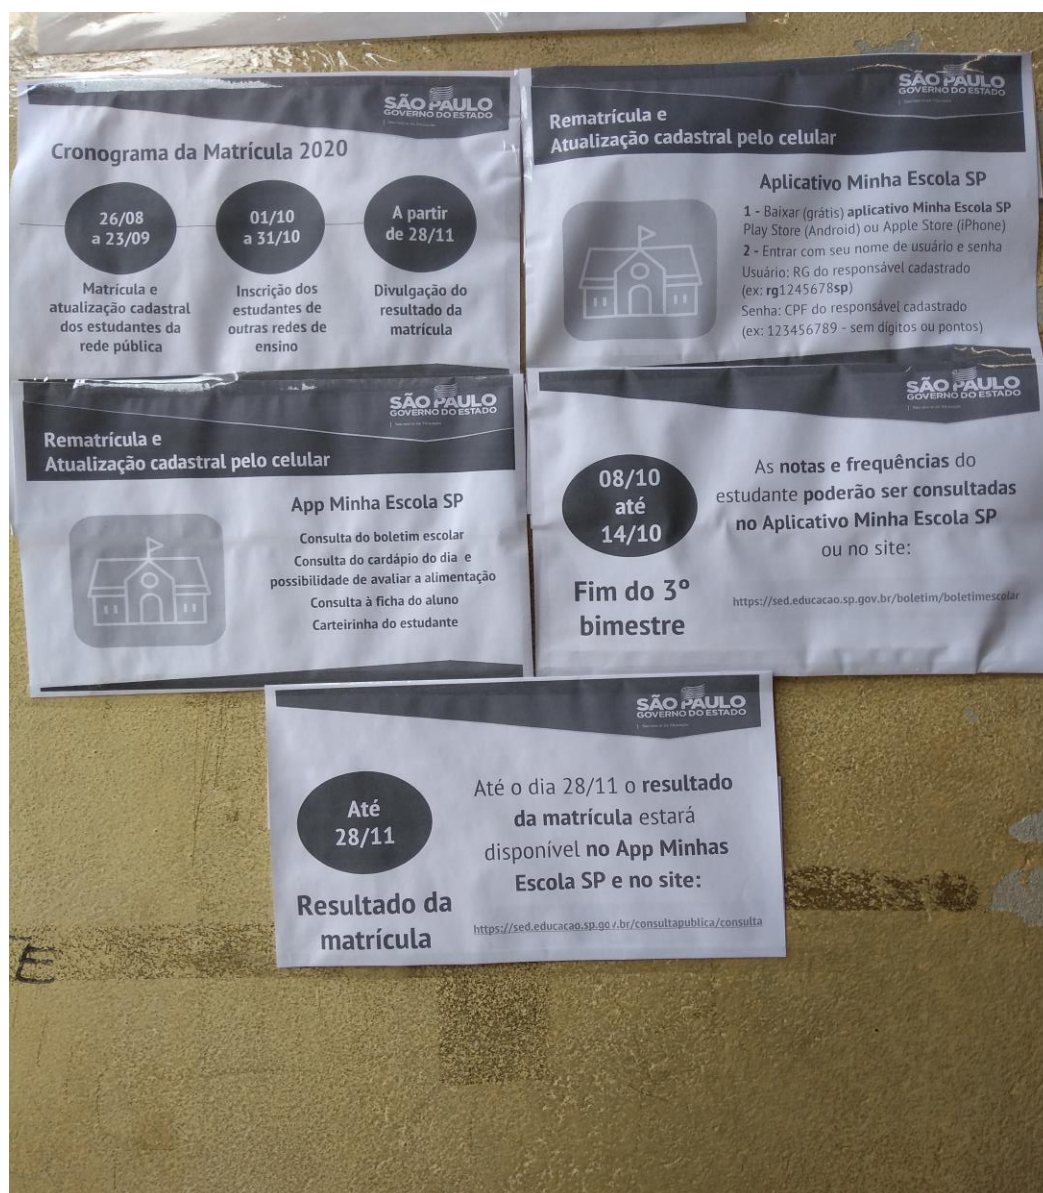 SÃO PAULO
GOVERNO DO ESTADO
Cronograma da Matrícula 2020
26/08
a 23/09
Matrícula e
atualização cadastral
dos estudantes da
rede pública
01/10
a 31/10
Inscrição dos
estudantes de
outras redes de
ensino
A partir
de 28/11
Divulgação do
resultado da
matrícula
SÃO PAULO
GOVERNO DO ESTADO
Rematrícula e
Atualização cadastral pelo celular
Aplicativo Minha Escola SP
1 - Baixar (grátis) aplicativo Minha Escola SP
Play Store (Android) ou Apple Store (iPhone)
2 - Entrar com seu nome de usuário e senha
Usuário: RG do responsável cadastrado
(ex: rg1245678sp)
Senha: CPF do responsável cadastrado
(ex: 123456789 - sem dígitos ou pontos)
SÃO PAULO
GOVERNO DO ESTADO
Rematrícula e
Atualização cadastral pelo celular
App Minha Escola SP
Consulta do boletim escolar
Consulta do cardápio do dia e
possibilidade de avaliar a alimentação
Consulta à ficha do aluno
Carteirinha do estudante
SÃO PAULO
GOVERNO DO ESTADO
08/10
até
14/10
Fim do 3º
bimestre
As notas e frequências do
estudante poderão ser consultadas
no Aplicativo Minha Escola SP
ou no site:
https://sed.educacao.sp.gov.br/boletim/boletimescolar
SÃO PAULO
GOVERNO DO ESTADO
Até
28/11
Resultado da
matrícula
Até o dia 28/11 o resultado
da matrícula estará
disponível no App Minhas
Escola SP e no site:
https://sed.educacao.sp.gov.br/consultapublica/consulta
E